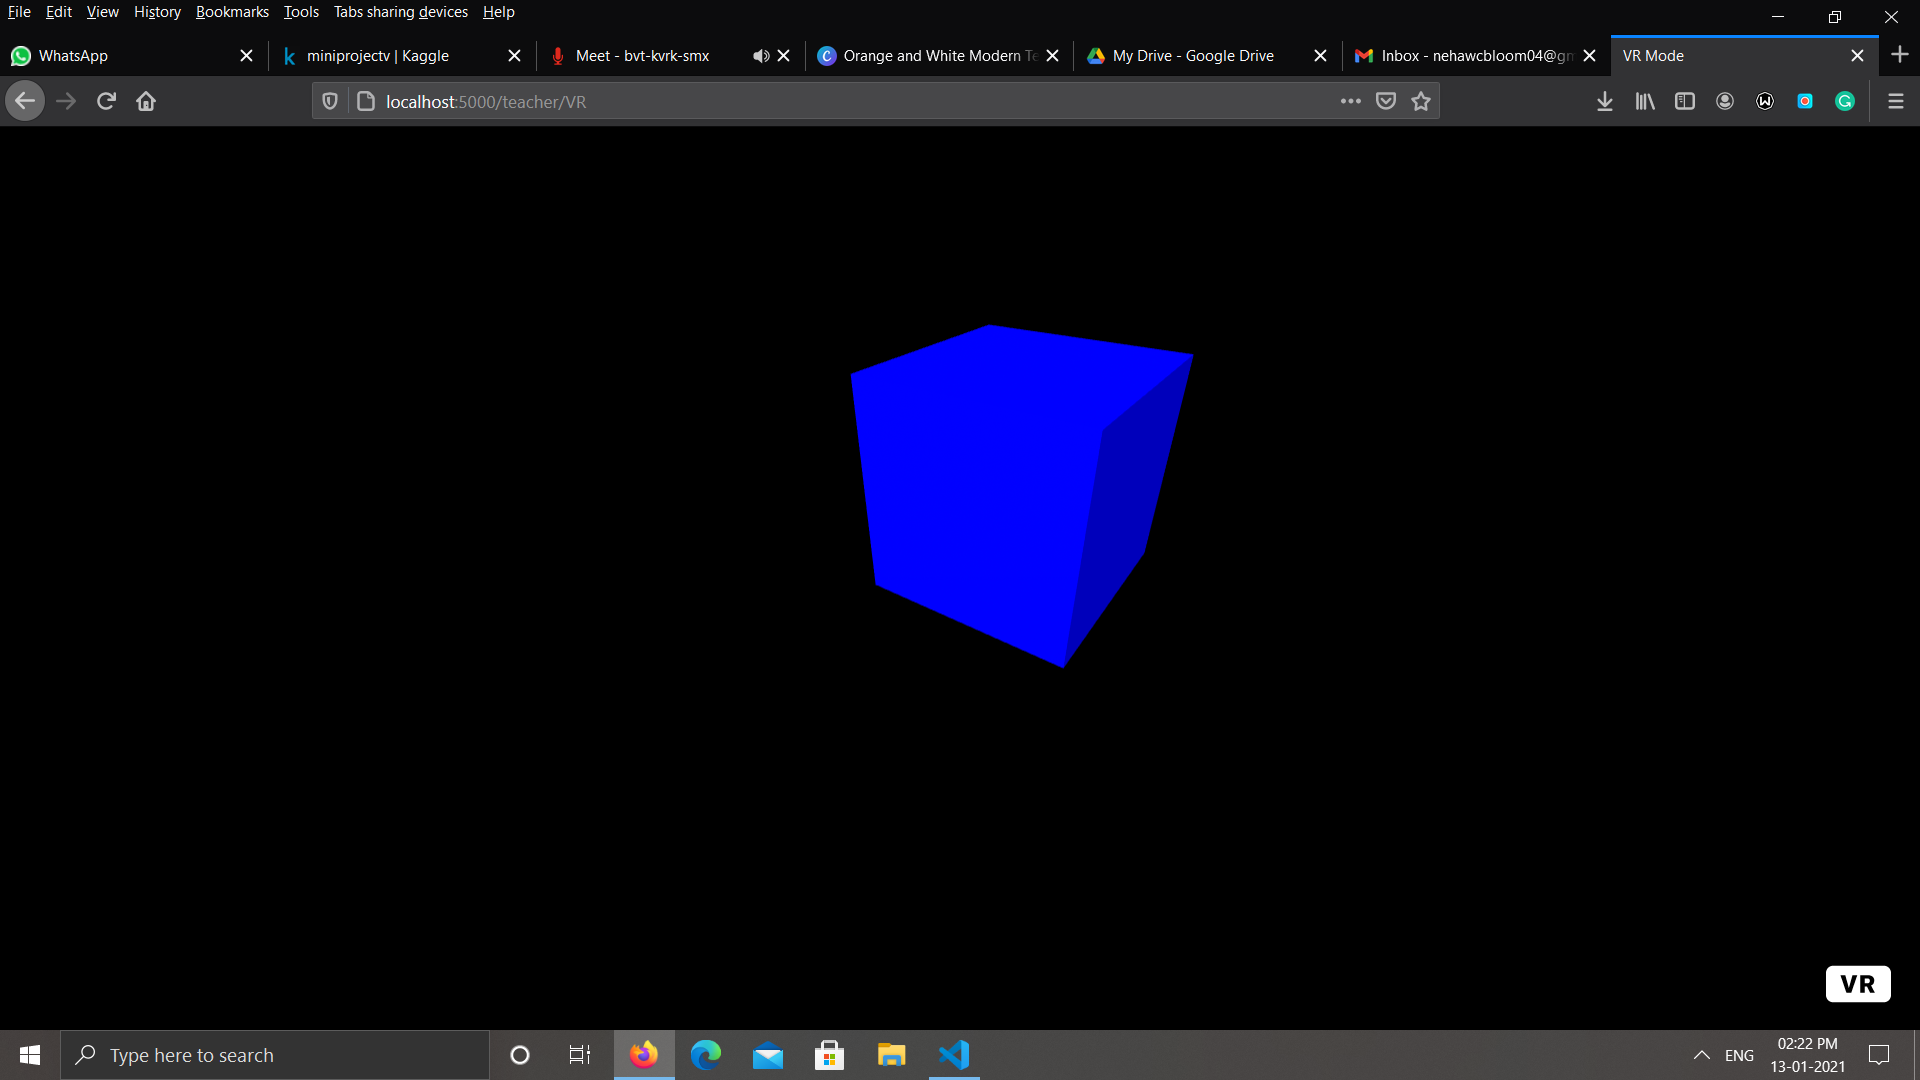 File Edit View History Bookmarks Tools Tabs sharing devices Help
WhatsApp
miniprojectv | Kaggle
Meet - bvt-kvrk-smx
Orange and White Modern Te
My Drive - Google Drive
Inbox - nehawcbloom04@gm
VR Mode
localhost:5000/teacher/VR
VR
Type here to search
ENG
02:22 PM
13-01-2021